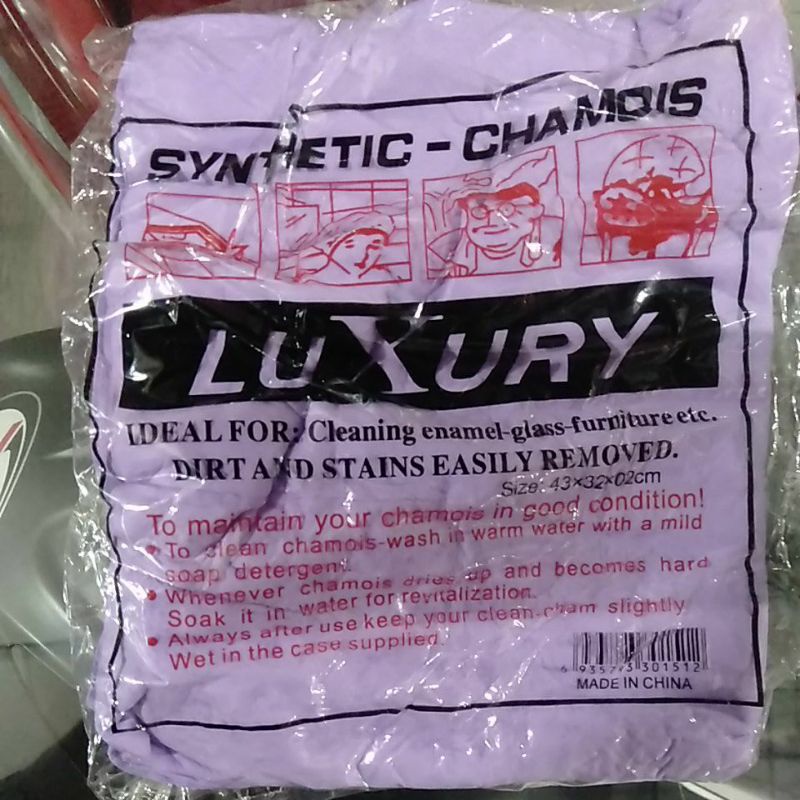 SYNTHETIC - CHAMOIS
LUXURY
IDEAL FOR: Cleaning enamel-glass-furniture etc.
DIRT AND STAINS EASILY REMOVED.
Size: 43×32×02cm
To maintain your chamois in good condition!
• To clean chamois-wash in warm water with a mild
soap detergent.
• Whenever chamois dries up and becomes hard
Soak it in water for revitalization.
• Always after use keep your clean-cham slightly
Wet in the case supplied.
MADE IN CHINA